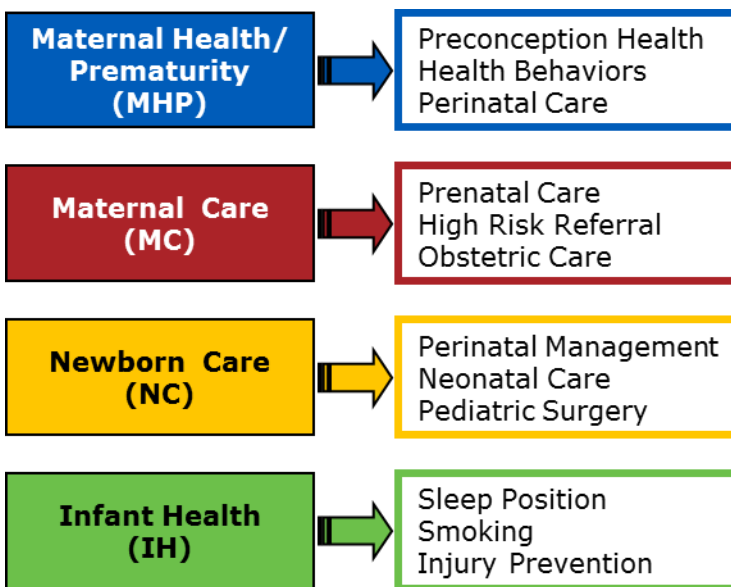 Maternal Health/
Prematurity
(MHP)
Preconception Health
Health Behaviors
Perinatal Care
Maternal Care
(MC)
Prenatal Care
High Risk Referral
Obstetric Care
Newborn Care
(NC)
Perinatal Management
Neonatal Care
Pediatric Surgery
Infant Health
(IH)
Sleep Position
Smoking
Injury Prevention